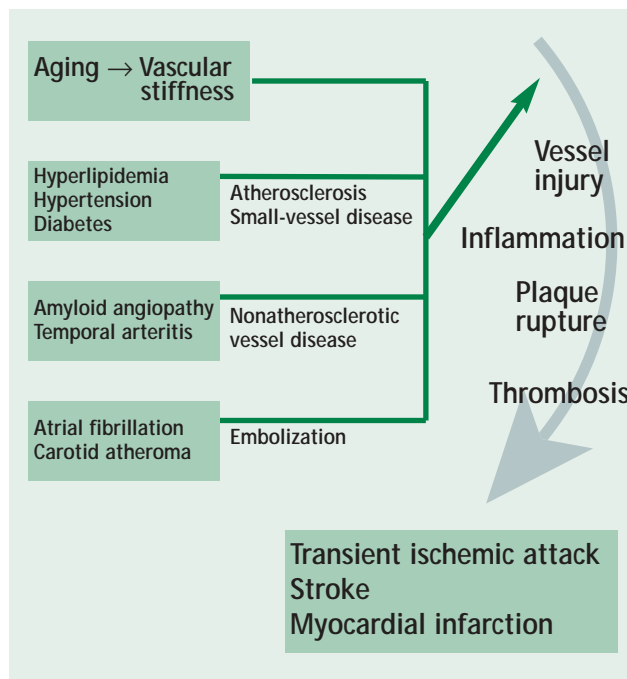 Aging → Vascular
stiffness
Hyperlipidemia
Hypertension
Diabetes
Atherosclerosis
Small-vessel disease
Amyloid angiopathy
Temporal arteritis
Nonatherosclerotic
vessel disease
Atrial fibrillation
Carotid atheroma
Embolization
Vessel
injury
Inflammation
Plaque
rupture
Thrombosis
Transient ischemic attack
Stroke
Myocardial infarction